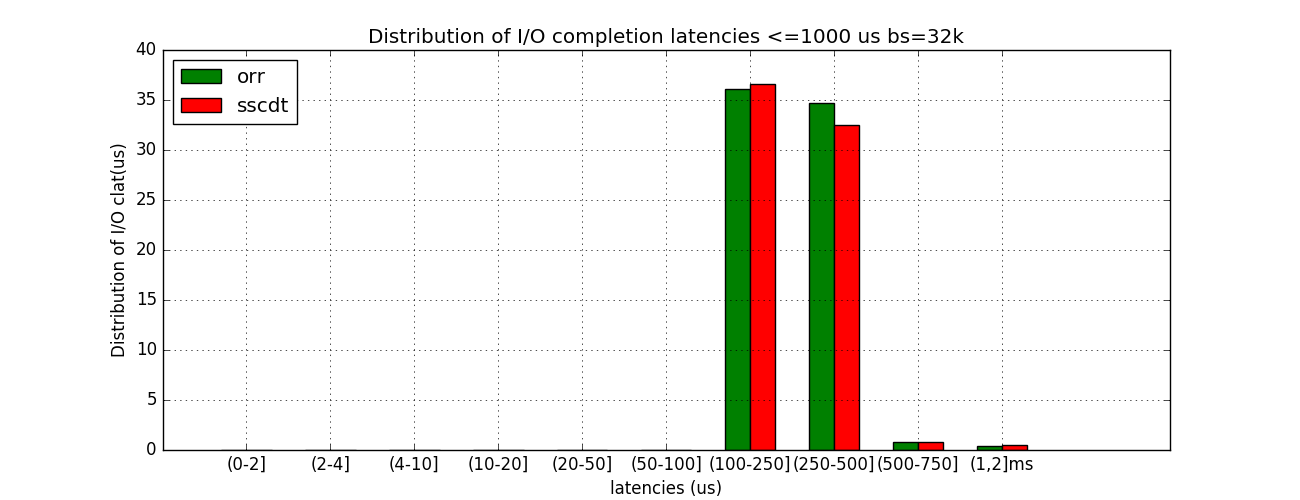 Distribution of I/O completion latencies <=1000 us bs=32k
orr
sscdt
Distribution of I/O clat(us)
40
35
30
25
20
15
10
5
0
(0-2] (2-4] (4-10] (10-20] (20-50] (50-100] (100-250] (250-500] (500-750] (1,2]ms
latencies (us)